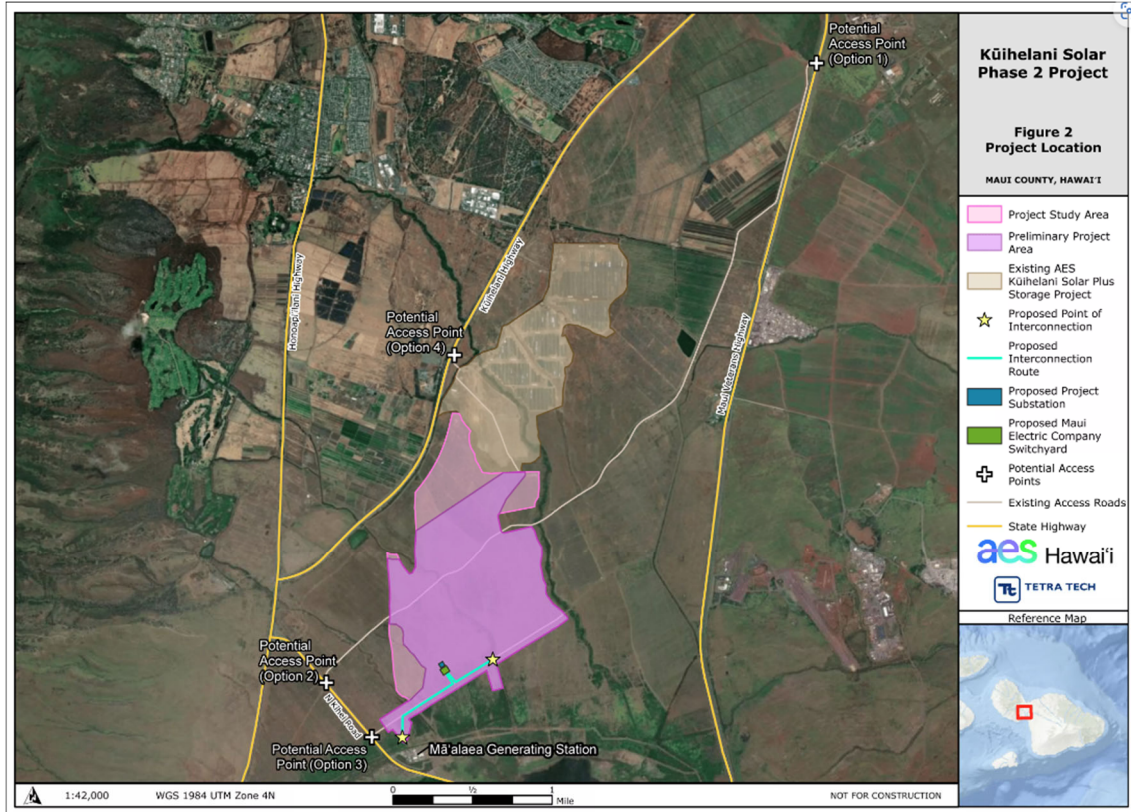 Kūihelani Solar
Phase 2 Project
Figure 2
Project Location
MAUI COUNTY, HAWAI'I
Project Study Area
Preliminary Project
Area
Existing AES
Kūihelani Solar Plus
Storage Project
Proposed Point of
Interconnection
Proposed
Interconnection
Route
Proposed Project
Substation
Proposed Maui
Electric Company
Switchyard
Potential Access
Points
Existing Access Roads
State Highway
aes Hawai'i
Tt TETRA TECH
Reference Map
Potential
Access Point
(Option 1)
Honoapi'ilani Highway
Kūihelani Highway
Maui Veterans Highway
Potential
Access Point
(Option 4)
Potential
Access Point
(Option 2)
N Kihei Road
Potential Access
Point (Option 3)
Mā'alaea Generating Station
1:42,000
WGS 1984 UTM Zone 4N
0 ½ 1
Mile
NOT FOR CONSTRUCTION